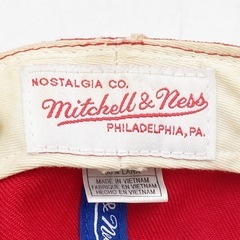 NOSTALGIA CO.
Mitchell & Ness
PHILADELPHIA, PA.
MADE IN VIETNAM
FABRIQUÉ EN VIETNAM
HECHO EN VIETNAM